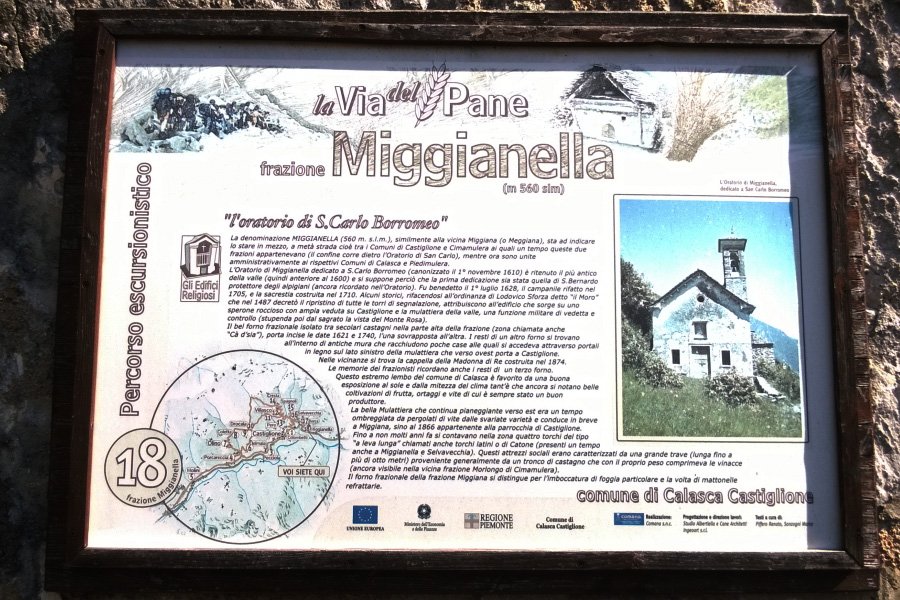 la Via del Pane
frazione Miggianella
(m 560 slm)
Percorso escursionistico
L'Oratorio di Miggianella,
dedicato a San Carlo Borromeo
"l'oratorio di S.Carlo Borromeo"
Gli Edifici
Religiosi
La denominazione MIGGIANELLA (560 m. s.l.m.), similmente alla vicina Miggiana (o Meggiana), sta ad indicare
lo stare in mezzo, a metà strada cioè tra i Comuni di Castiglione e Cimamulera ai quali un tempo queste due
frazioni appartenevano (il confine corre dietro l'Oratorio di San Carlo), mentre ora sono unite
amministrativamente ai rispettivi Comuni di Calasca e Piedimulera.
L'Oratorio di Miggianella dedicato a S.Carlo Borromeo (canonizzato il 1° novembre 1610) è ritenuto il più antico
della valle (quindi anteriore al 1600) e si suppone perciò che la prima dedicazione sia stata quella di S.Bernardo
protettore degli alpigiani (ancora ricordato nell'Oratorio). Fu benedetto il 1° luglio 1628, il campanile rifatto nel
1705, e la sacrestia costruita nel 1710. Alcuni storici, rifacendosi all'ordinanza di Lodovico Sforza detto "il Moro"
che nel 1487 decretò il ripristino di tutte le torri di segnalazione, attribuiscono all'edificio che sorge su uno
sperone roccioso con ampia veduta su Castiglione e la mulattiera della valle, una funzione militare di vedetta e
controllo (stupenda poi dal sagrato la vista del Monte Rosa).
Il bel forno frazionale isolato tra secolari castagni nella parte alta della frazione (zona chiamata anche
"Cà d'sia"), porta incise le date 1621 e 1740, l'una sovrapposta all'altra. I resti di un altro forno si trovano
all'interno di antiche mura che racchiudono poche case alle quali si accedeva attraverso portali
in legno sul lato sinistro della mulattiera che verso ovest porta a Castiglione.
Nelle vicinanze si trova la cappella della Madonna di Re costruita nel 1874.
Le memorie dei frazionisti ricordano anche i resti di un terzo forno.
Questo estremo lembo del comune di Calasca è favorito da una buona
esposizione al sole e dalla mitezza del clima tant'è che ancora si notano belle
coltivazioni di frutta, ortaggi e vite di cui è sempre stato un buon
produttore.
La bella Mulattiera che continua pianeggiante verso est era un tempo
ombreggiata da pergolati di vite dalle svariate varietà e conduce in breve
a Miggiana, sino al 1866 appartenente alla parrocchia di Castiglione.
Fino a non molti anni fa si contavano nella zona quattro torchi del tipo
"a leva lunga" chiamati anche torchi latini o di Catone (presenti un tempo
anche a Miggianella e Selvavecchia). Questi attrezzi sono caratterizzati da una grande trave (lunga fino a
più di otto metri) proveniente generalmente da un tronco di castagno che con il proprio peso comprimeva le vinacce
(ancora visibile nella vicina frazione Morlongo di Cimamulera).
Il forno frazionale della frazione Miggiana si distingue per l'imboccatura di foggia particolare e la volta di mattonelle
refrattarie.
18
frazione Miggianella
Castiglione
VOI SIETE QUI
comune di Calasca Castiglione
UNIONE EUROPEA
Ministero dell'Economia
e delle Finanze
REGIONE
PIEMONTE
Comune di
Calasca Castiglione
Realizzazione:
Comana s.n.c.
Progettazione e direzione lavori:
Studio Albertella e Cane Architetti
Ingeoart s.r.l.
Testi a cura di: